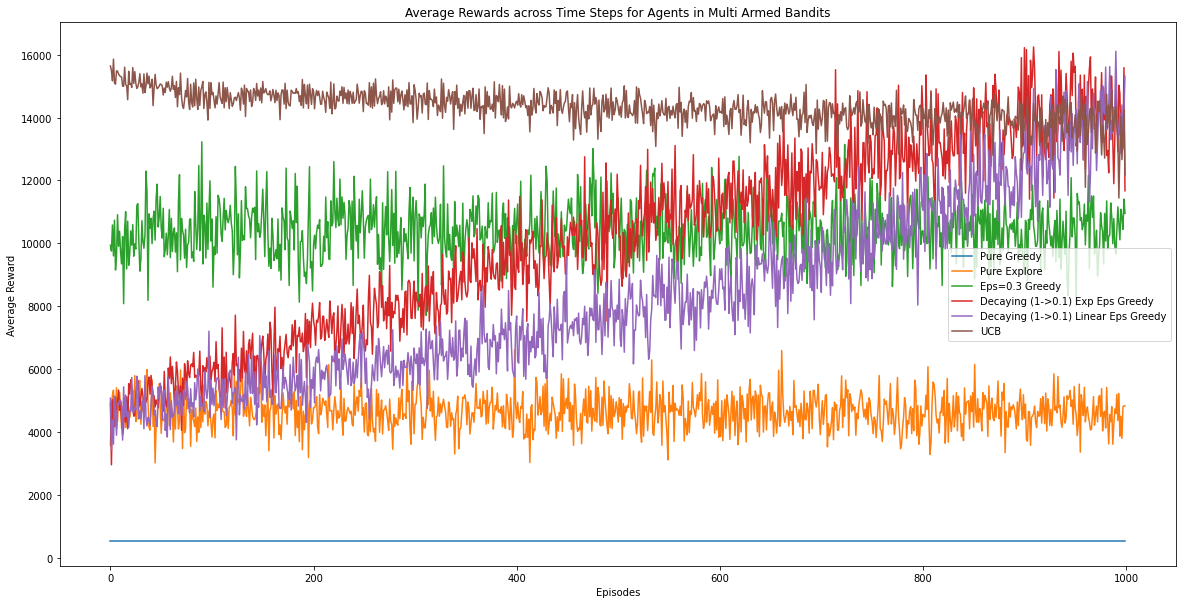 Average Rewards across Time Steps for Agents in Multi Armed Bandits
Average Reward
16000
14000
12000
10000
8000
6000
4000
2000
0
Pure Greedy
Pure Explore
Eps=0.3 Greedy
Decaying (1->0.1) Exp Eps Greedy
Decaying (1->0.1) Linear Eps Greedy
UCB
0
200
400
600
800
1000
Episodes